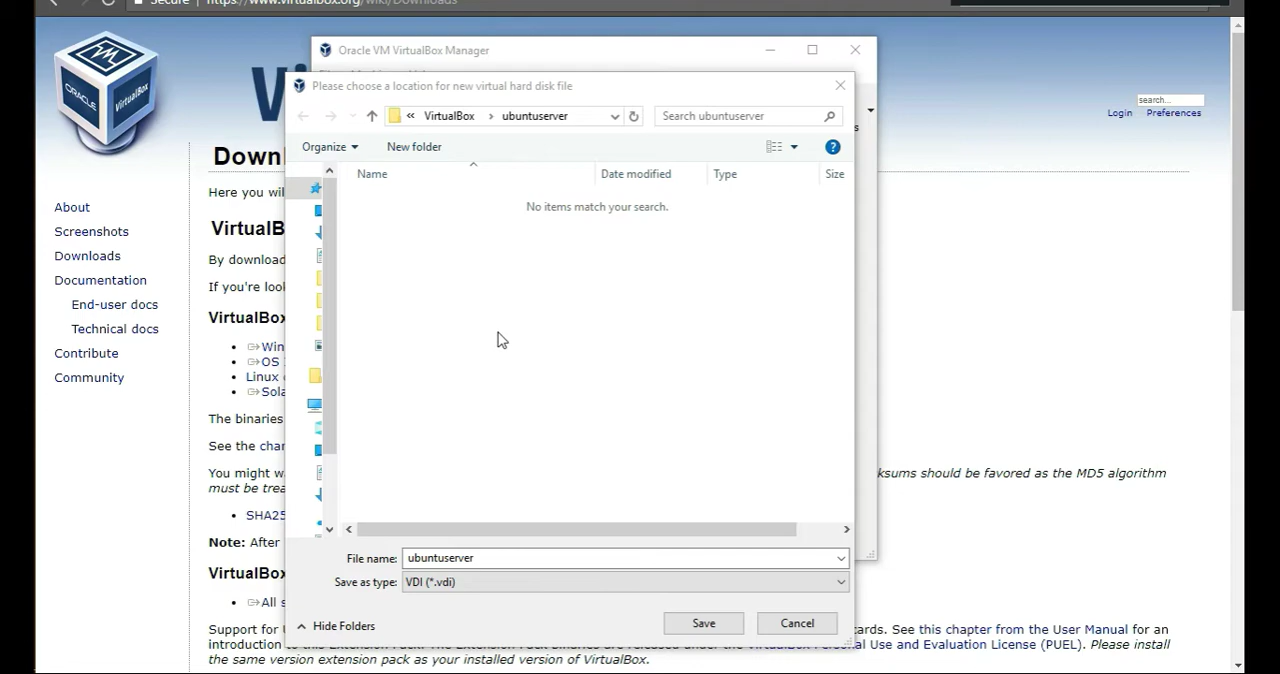 Secure | https://www.virtualbox.org/wiki/Downloads
Oracle VM VirtualBox Manager
Please choose a location for new virtual hard disk file
« VirtualBox › ubuntuserver
Search ubuntuserver
search...
Login Preferences
VM
ORACLE
VirtualBox
Organize
New folder
?
Name
Date modified
Type
Size
No items match your search.
About
Screenshots
Downloads
Documentation
End-user docs
Technical docs
Contribute
Community
Vi
Down
Here you wil
VirtualB
By download
If you're look
VirtualBox
Win
OS
Linux
Sola
The binaries
See the chan
You might wa
ksums should be favored as the MD5 algorithm
must be trea
SHA25
Note: After
VirtualBox
All s
File name: ubuntuserver
Save as type: VDI (*.vdi)
Hide Folders
Save
Cancel
Support for U
cards. See this chapter from the User Manual for an
introduction to this Extension Pack. The Extension Pack binaries are released under the VirtualBox Personal Use and Evaluation License (PUEL). Please install
the same version extension pack as your installed version of VirtualBox.